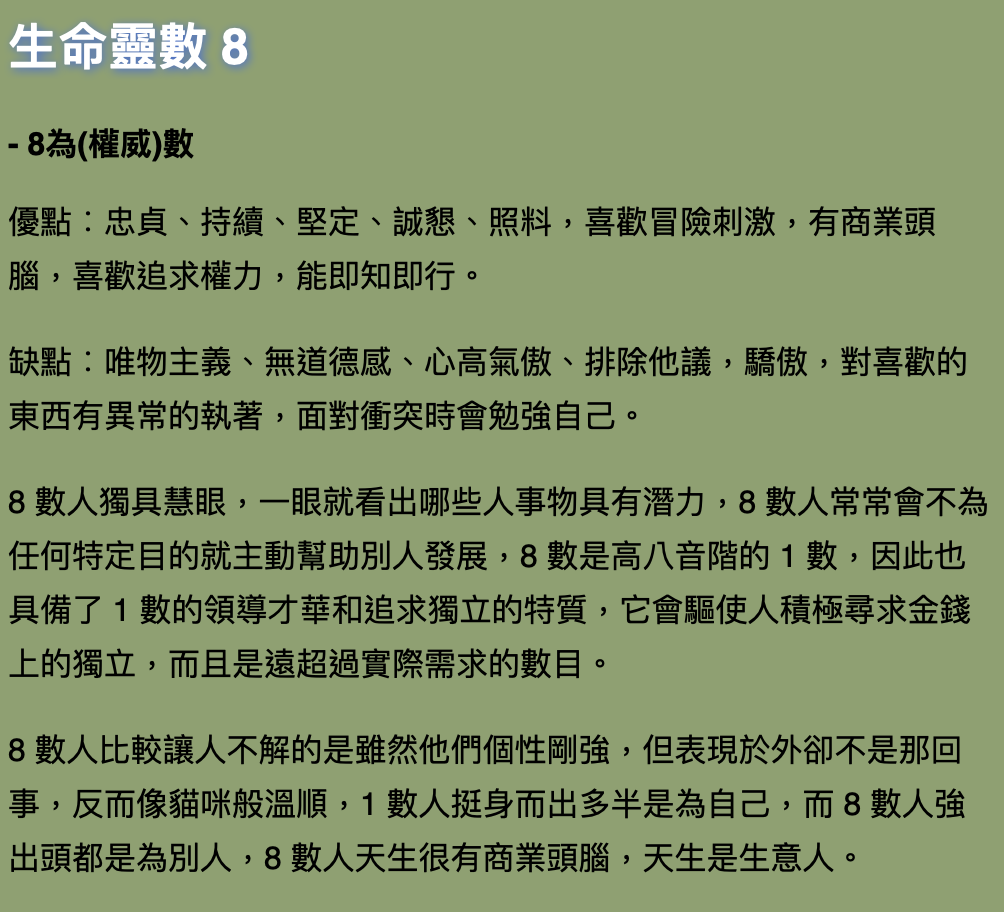 生命靈數 8
- 8為(權威)數
優點：忠貞、持續、堅定、誠懇、照料，喜歡冒險刺激，有商業頭
腦，喜歡追求權力，能即知即行。
缺點：唯物主義、無道德感、心高氣傲、排除他議，驕傲，對喜歡的
東西有異常的執著，面對衝突時會勉強自己。
8 數人獨具慧眼，一眼就看出哪些人事物具有潛力，8 數人常常會不為
任何特定目的就主動幫助別人發展，8 數是高八音階的 1 數，因此也
具備了 1 數的領導才華和追求獨立的特質，它會驅使人積極尋求金錢
上的獨立，而且是遠超過實際需求的數目。
8 數人比較讓人不解的是雖然他們個性剛強，但表現於外卻不是那回
事，反而像貓咪般溫順，1 數人挺身而出多半是為自己，而 8 數人強
出頭都是為別人，8 數人天生很有商業頭腦，天生是生意人。